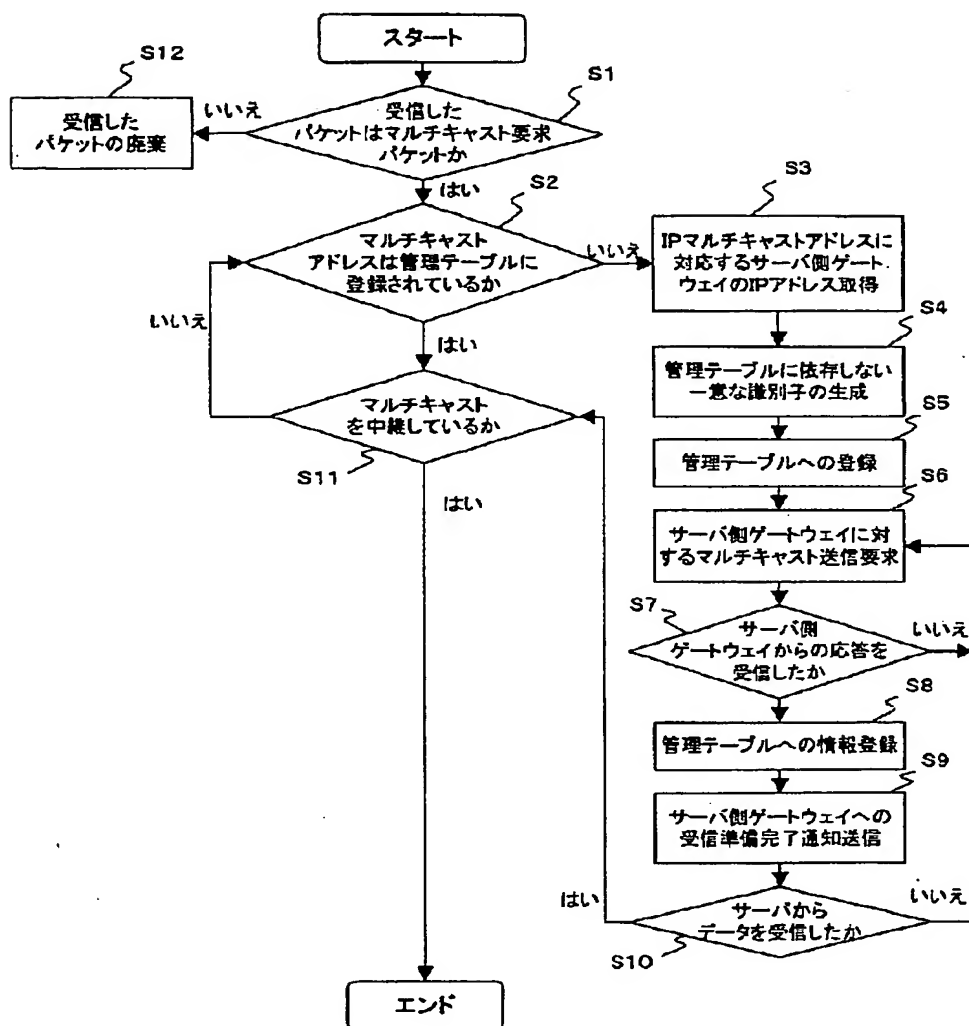 スタート
S12
S1
受信した
パケットの廃棄
いいえ
受信した
パケットはマルチキャスト要求
パケットか
はい
S2
S3
マルチキャスト
アドレスは管理テーブルに
登録されているか
いいえ
IPマルチキャストアドレスに
対応するサーバ側ゲート
ウェイのIPアドレス取得
いいえ
はい
S4
管理テーブルに依存しない
一意な識別子の生成
マルチキャスト
を中継しているか
S11
はい
S5
管理テーブルへの登録
S6
サーバ側ゲートウェイに対
するマルチキャスト送信要求
S7
サーバ側
ゲートウェイからの応答を
受信したか
いいえ
S8
管理テーブルへの情報登録
S9
サーバ側ゲートウェイへの
受信準備完了通知送信
はい
サーバから
データを受信したか
いいえ
S10
エンド